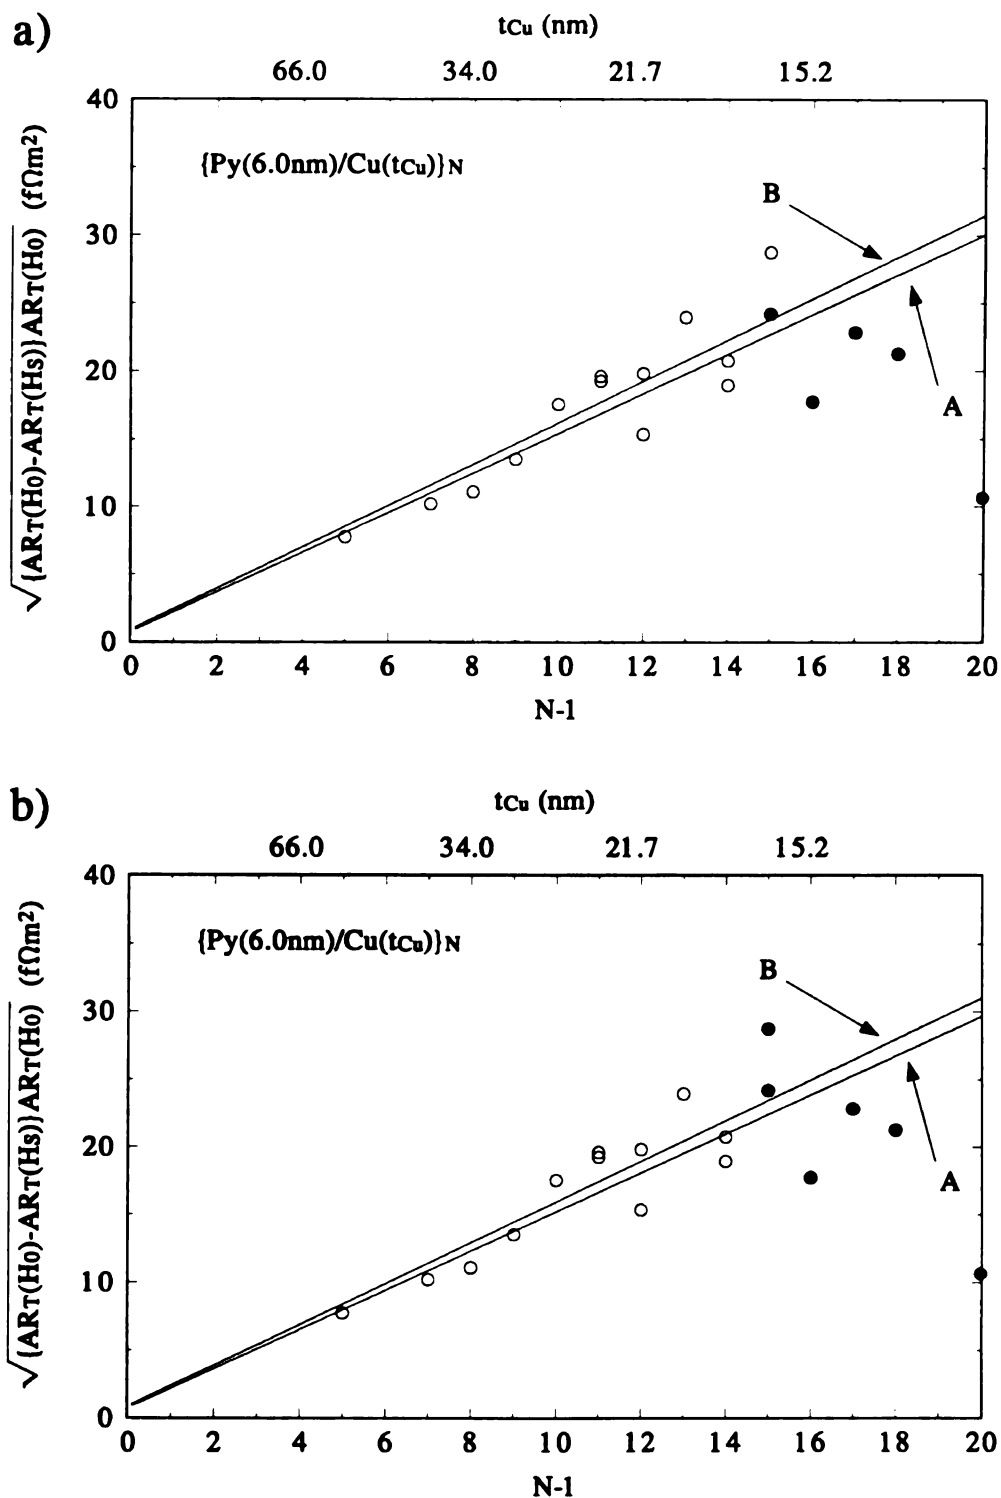 a)
tCu (nm)
66.0 34.0 21.7 15.2
40
30
20
10
0
√{ART(H0)-ART(Hs)}ART(H0) (fΩm²)
{Py(6.0nm)/Cu(tCu)}N
B
A
0 2 4 6 8 10 12 14 16 18 20
N-1
b)
tCu (nm)
66.0 34.0 21.7 15.2
40
30
20
10
0
√{ART(H0)-ART(Hs)}ART(H0) (fΩm²)
{Py(6.0nm)/Cu(tCu)}N
B
A
0 2 4 6 8 10 12 14 16 18 20
N-1